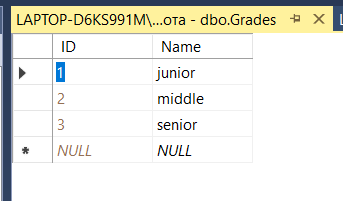 LAPTOP-D6KS991M\...ота - dbo.Grades
ID Name
1 junior
2 middle
3 senior
NULL NULL